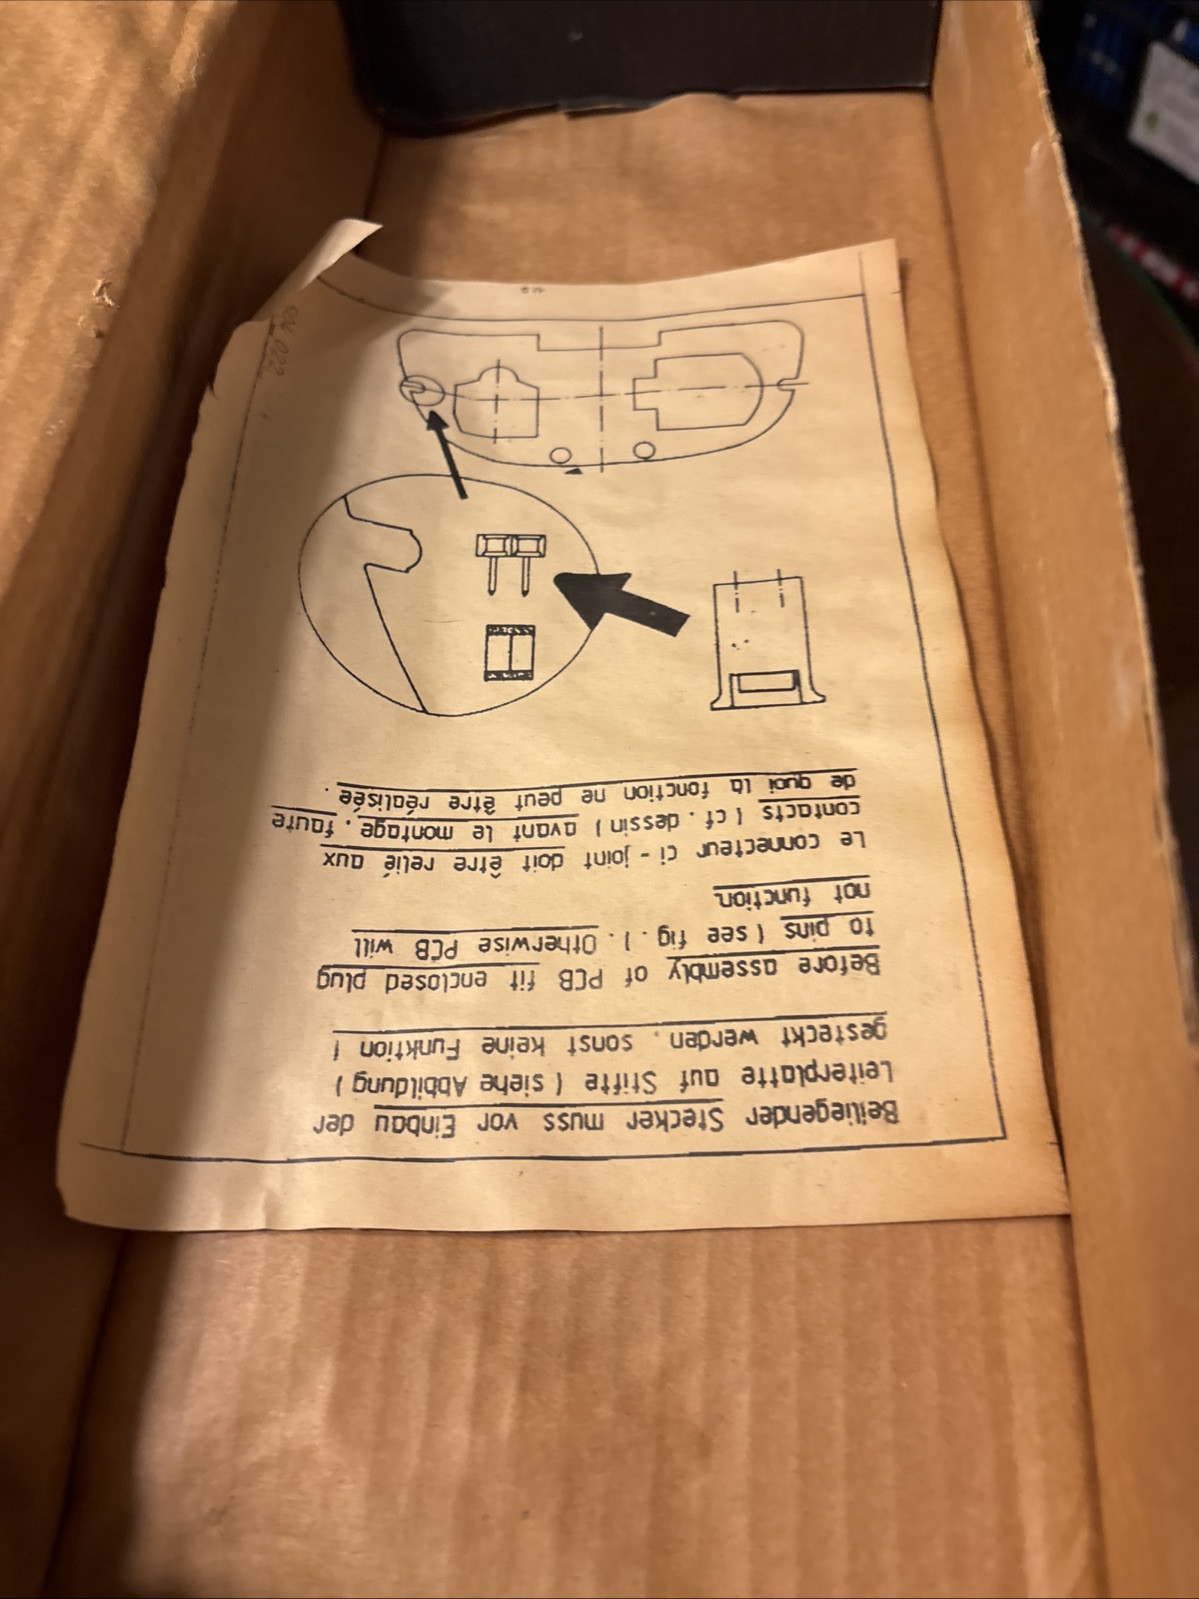 Beiliegender Stecker muss vor Einbau der
Leiterplatte auf Stifte ( siehe Abbildung )
gesteckt werden . sonst keine Funktion !
Before assembly of PCB fit enclosed plug
to pins ( see fig . ) . Otherwise PCB will
not function.
Le connecteur ci - joint doit être relié aux
contacts ( cf . dessin ) avant le montage . faute
de quoi la fonction ne peut être réalisée .